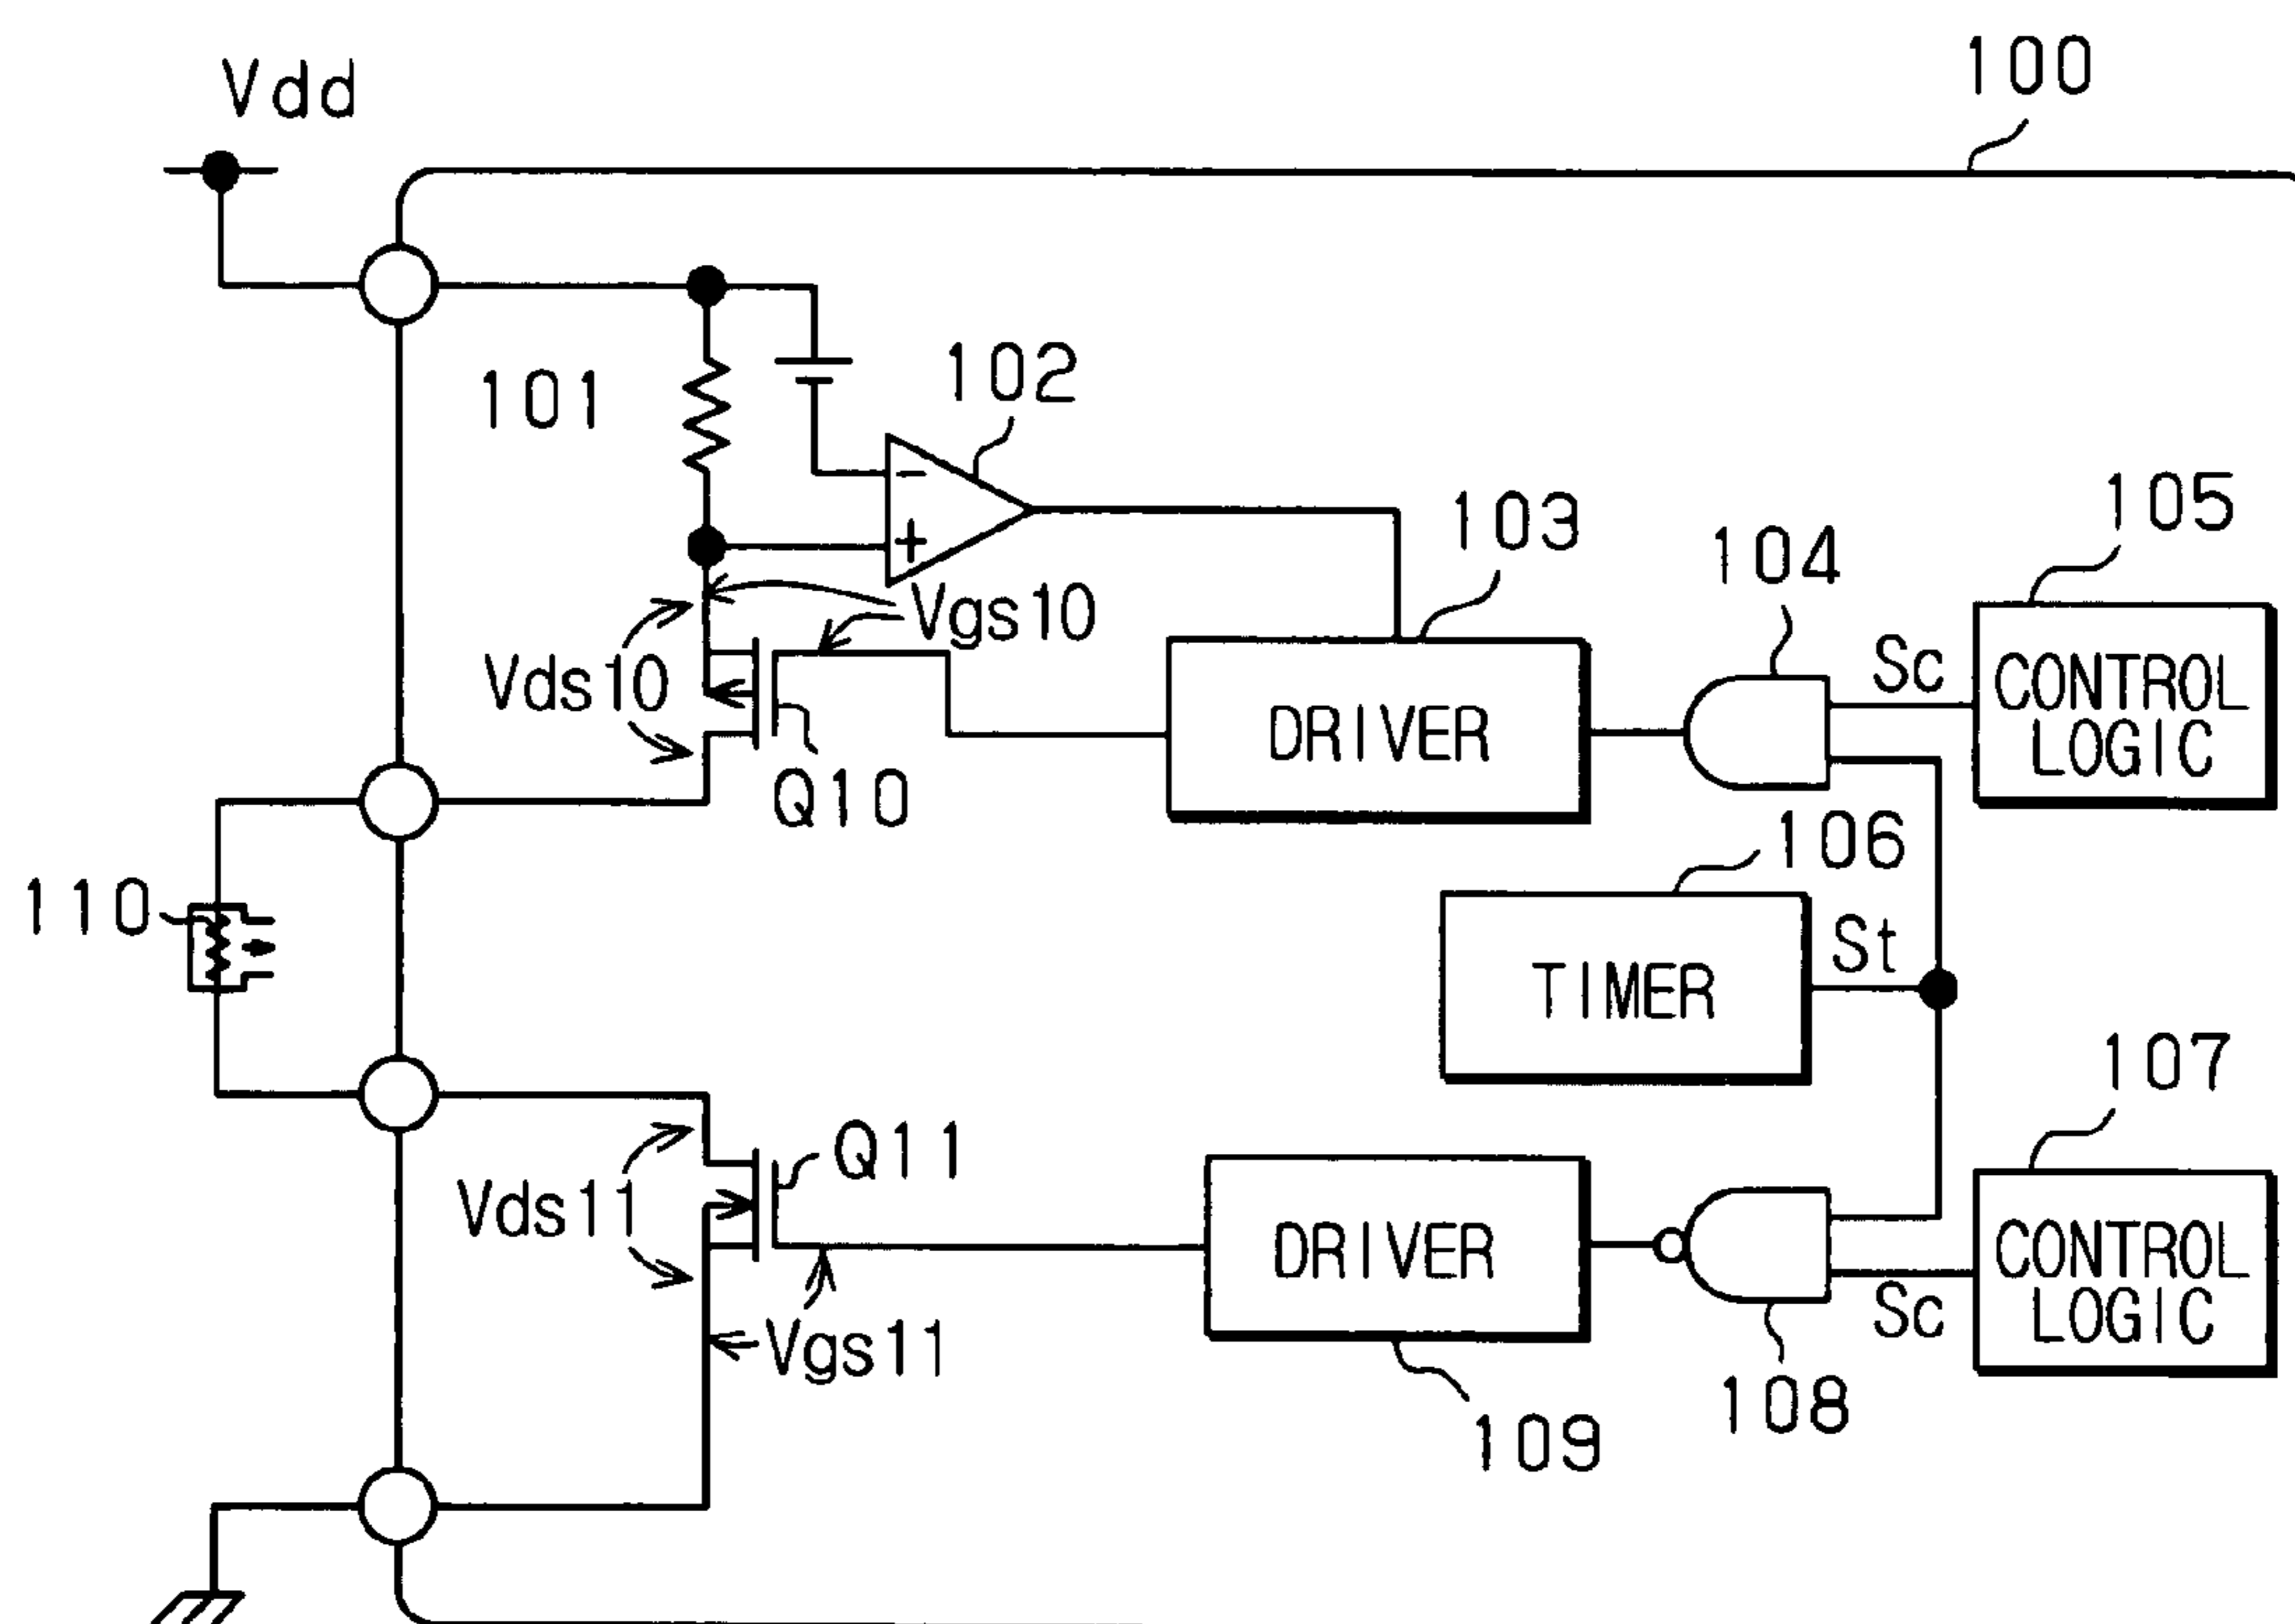 Vdd
100
101
102
-
+
103
104
105
Sc
CONTROL
LOGIC
Vgs10
Vds10
DRIVER
Q10
106
110
TIMER
St
107
Q11
Vds11
DRIVER
CONTROL
LOGIC
Sc
Vgs11
108
109